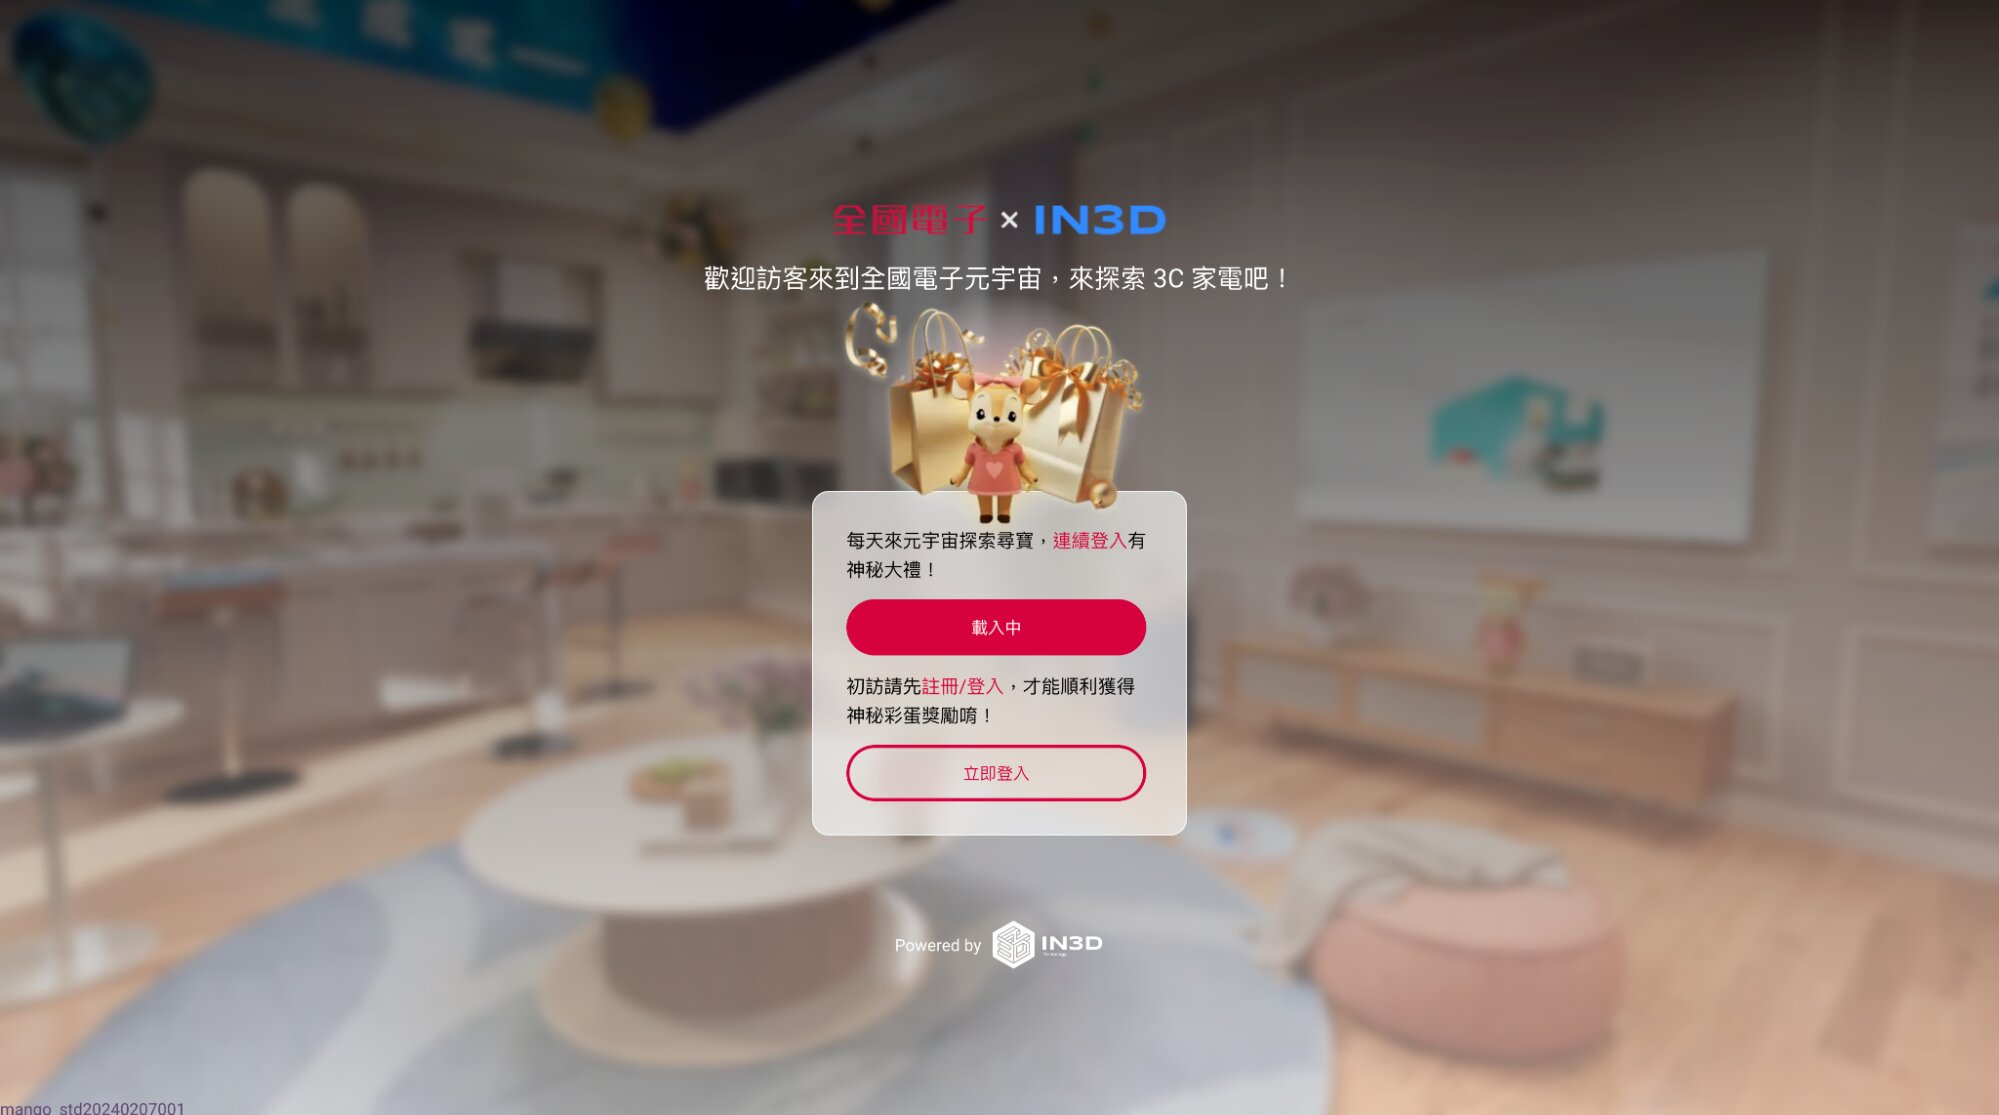 全國電子 × IN3D
歡迎訪客來到全國電子元宇宙，來探索 3C 家電吧！
每天來元宇宙探索尋寶，連續登入有
神秘大禮！
載入中
初訪請先註冊/登入，才能順利獲得
神秘彩蛋獎勵唷！
立即登入
Powered by IN3D
mango_std20240207001